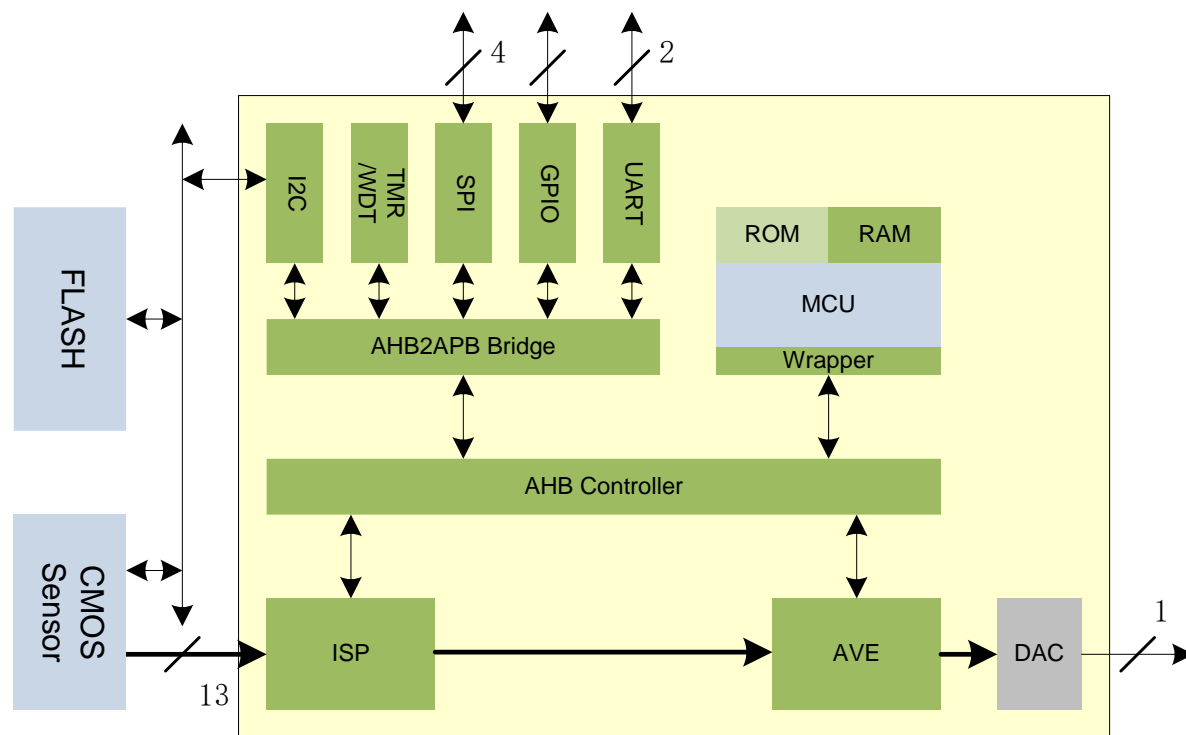 4
2
I2C
TMR
/WDT
SPI
GPIO
UART
ROM
RAM
FLASH
MCU
AHB2APB Bridge
Wrapper
AHB Controller
CMOS
Sensor
ISP
AVE
DAC
1
13